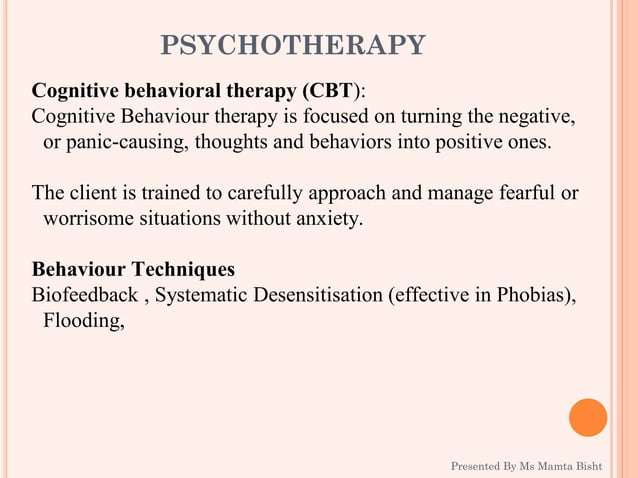 PSYCHOTHERAPY
Cognitive behavioral therapy (CBT):
Cognitive Behaviour therapy is focused on turning the negative,
or panic-causing, thoughts and behaviors into positive ones.
The client is trained to carefully approach and manage fearful or
worrisome situations without anxiety.
Behaviour Techniques
Biofeedback , Systematic Desensitisation (effective in Phobias),
Flooding,
Presented By Ms Mamta Bisht